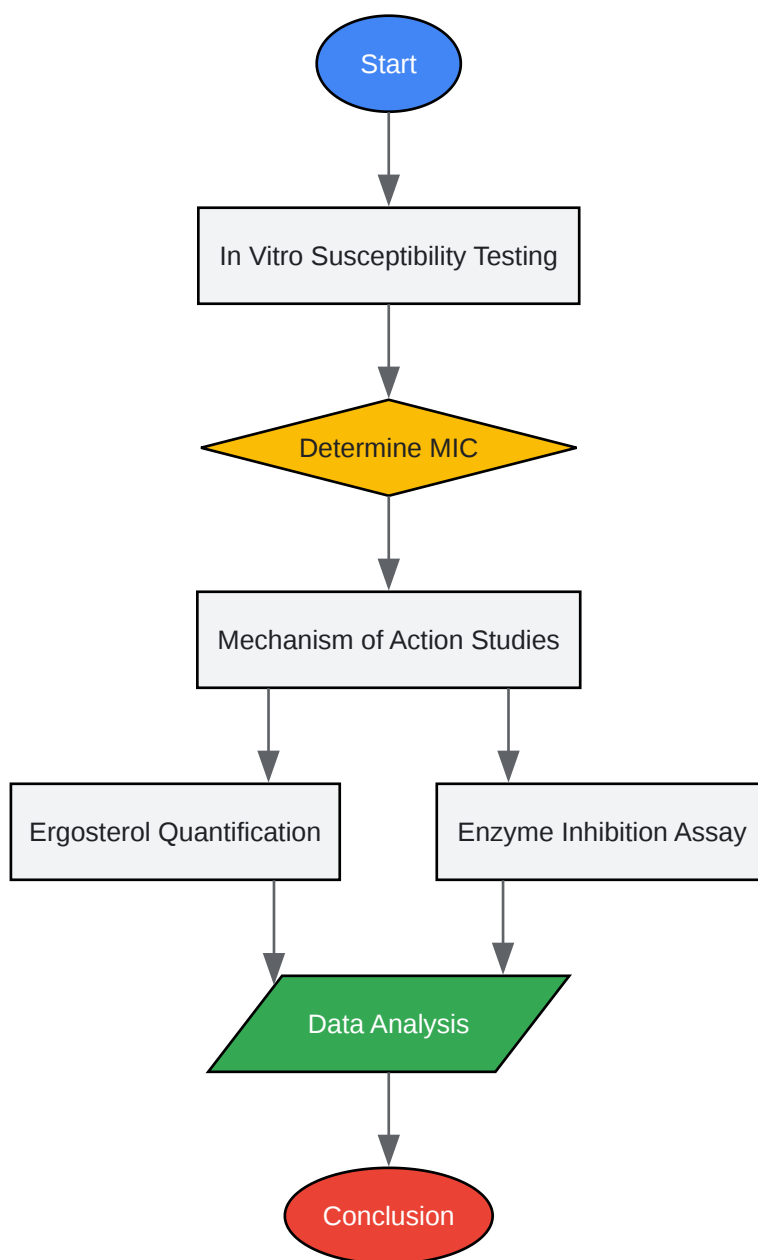 Start
In Vitro Susceptibility Testing
Determine MIC
Mechanism of Action Studies
Ergosterol Quantification
Enzyme Inhibition Assay
Data Analysis
Conclusion